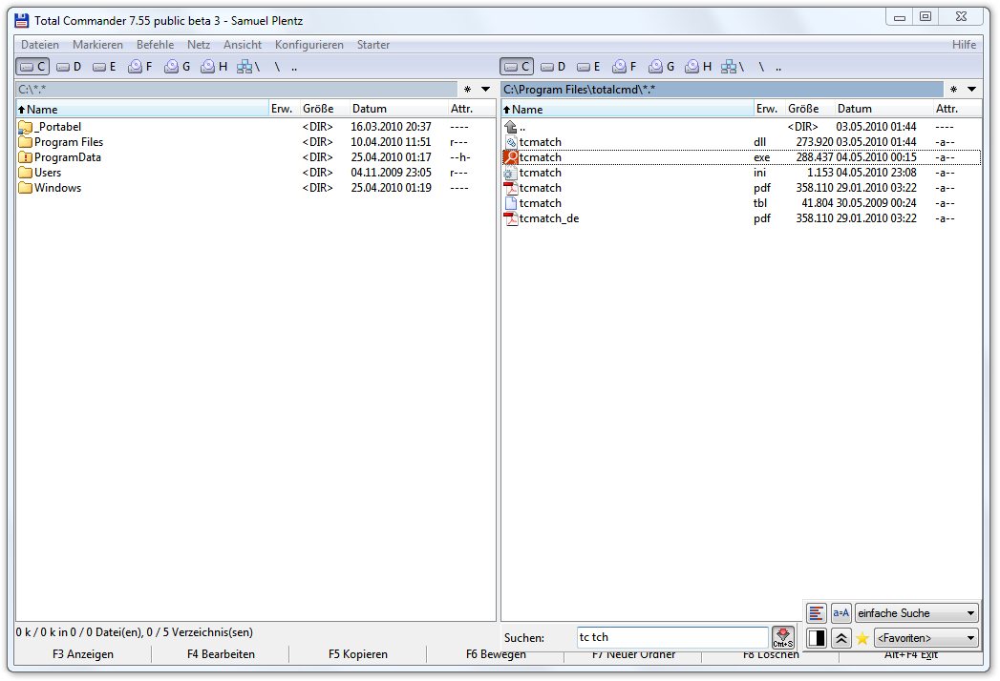 Total Commander 7.55 public beta 3 - Samuel Plentz
Dateien Markieren Befehle Netz Ansicht Konfigurieren Starter Hilfe
C D E F G H \ \ .. C D E F G H \ \ ..
C:\*.* * C:\Program Files\totalcmd\*.* *
Name Erw. Größe Datum Attr. Name Erw. Größe Datum Attr.
_Portabel <DIR> 16.03.2010 20:37 ----
Program Files <DIR> 10.04.2010 11:51 r---
ProgramData <DIR> 25.04.2010 01:17 --h-
Users <DIR> 04.11.2009 23:05 r---
Windows <DIR> 25.04.2010 01:19 ----
.. <DIR> 03.05.2010 01:44 ----
tcmatch dll 273.920 03.05.2010 01:44 -a--
tcmatch exe 288.437 04.05.2010 00:15 -a--
tcmatch ini 1.153 04.05.2010 23:08 -a--
tcmatch pdf 358.110 29.01.2010 03:22 -a--
tcmatch tbl 41.804 30.05.2009 00:24 -a--
tcmatch_de pdf 358.110 29.01.2010 03:22 -a--
0 k / 0 k in 0 / 0 Datei(en), 0 / 5 Verzeichnis(sen)
a=A einfache Suche
Suchen: tc tch Ctrl+S <Favoriten>
F3 Anzeigen F4 Bearbeiten F5 Kopieren F6 Bewegen F7 Neuer Ordner F8 Löschen Alt+F4 Exit